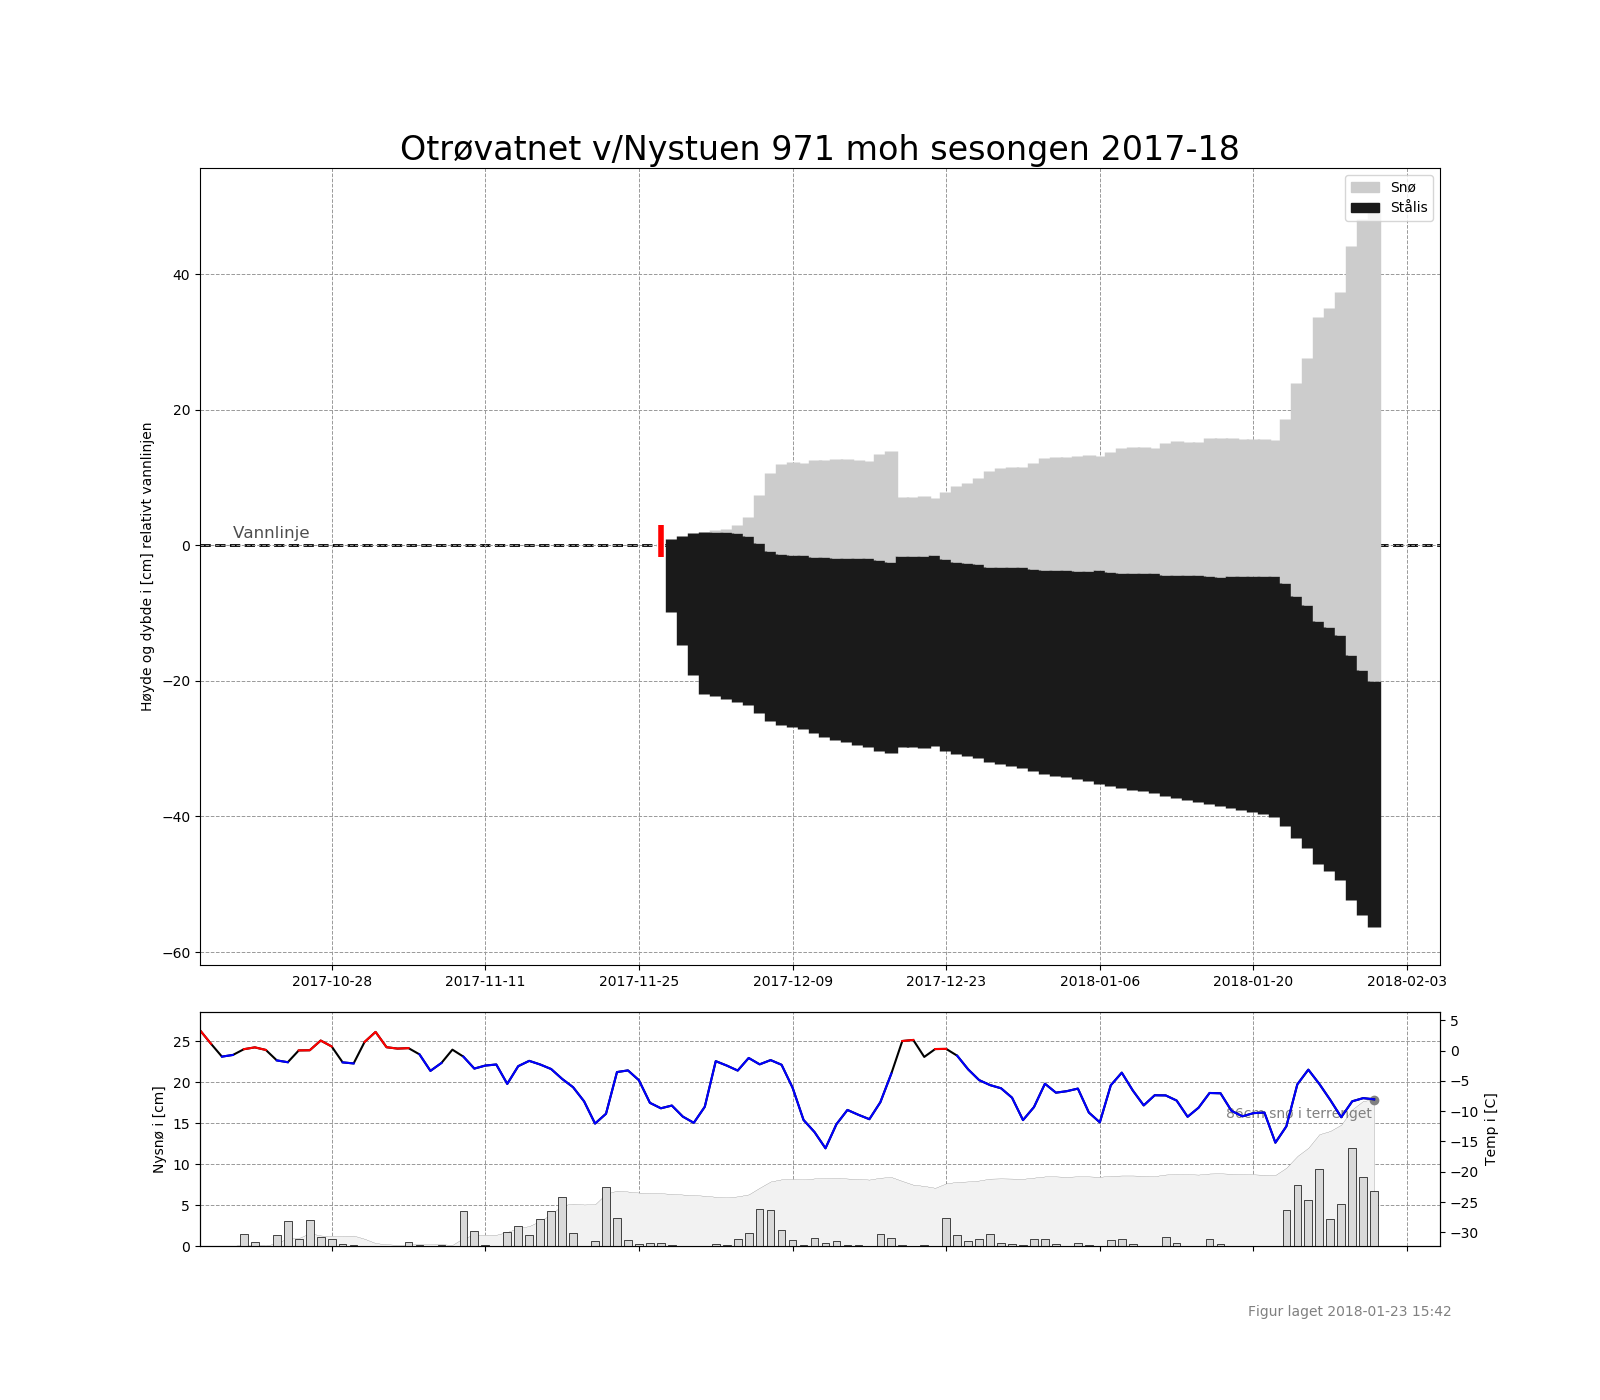 Otrøvatnet v/Nystuen 971 moh sesongen 2017-18
Snø
Stålis
Høyde og dybde i [cm] relativt vannlinjen
40
20
0
−20
−40
−60
Vannlinje
2017-10-28 2017-11-11 2017-11-25 2017-12-09 2017-12-23 2018-01-06 2018-01-20 2018-02-03
Nysnø i [cm]
25
20
15
10
5
0
86cm snø i terrenget
5
0
−5
−10
−15
−20
−25
−30
Temp i [C]
Figur laget 2018-01-23 15:42